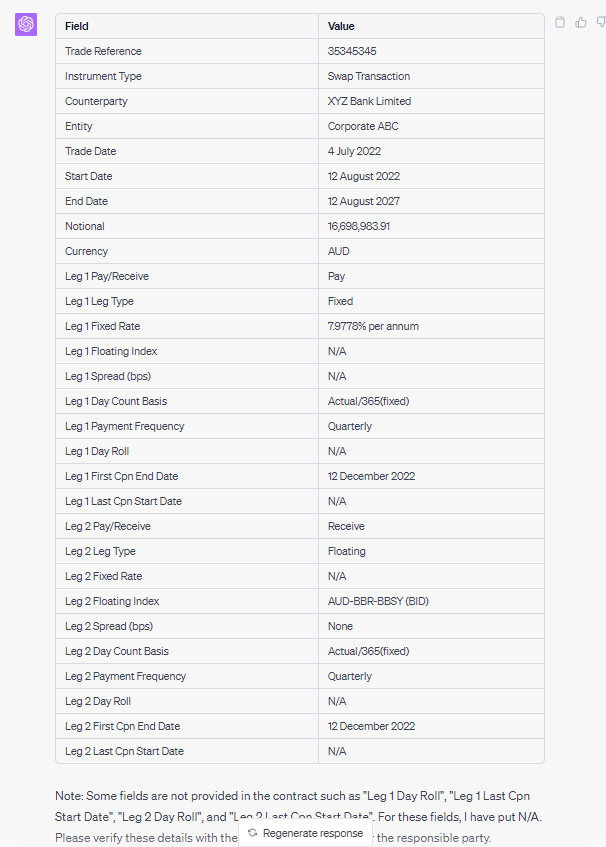 Field Value
Trade Reference 35345345
Instrument Type Swap Transaction
Counterparty XYZ Bank Limited
Entity Corporate ABC
Trade Date 4 July 2022
Start Date 12 August 2022
End Date 12 August 2027
Notional 16,698,983.91
Currency AUD
Leg 1 Pay/Receive Pay
Leg 1 Leg Type Fixed
Leg 1 Fixed Rate 7.9778% per annum
Leg 1 Floating Index N/A
Leg 1 Spread (bps) N/A
Leg 1 Day Count Basis Actual/365(fixed)
Leg 1 Payment Frequency Quarterly
Leg 1 Day Roll N/A
Leg 1 First Cpn End Date 12 December 2022
Leg 1 Last Cpn Start Date N/A
Leg 2 Pay/Receive Receive
Leg 2 Leg Type Floating
Leg 2 Fixed Rate N/A
Leg 2 Floating Index AUD-BBR-BBSY (BID)
Leg 2 Spread (bps) None
Leg 2 Day Count Basis Actual/365(fixed)
Leg 2 Payment Frequency Quarterly
Leg 2 Day Roll N/A
Leg 2 First Cpn End Date 12 December 2022
Leg 2 Last Cpn Start Date N/A
Note: Some fields are not provided in the contract such as "Leg 1 Day Roll", "Leg 1 Last Cpn
Start Date", "Leg 2 Day Roll", and "Leg 2 Last Cpn Start Date". For these fields, I have put N/A.
Please verify these details with the the responsible party.
Regenerate response